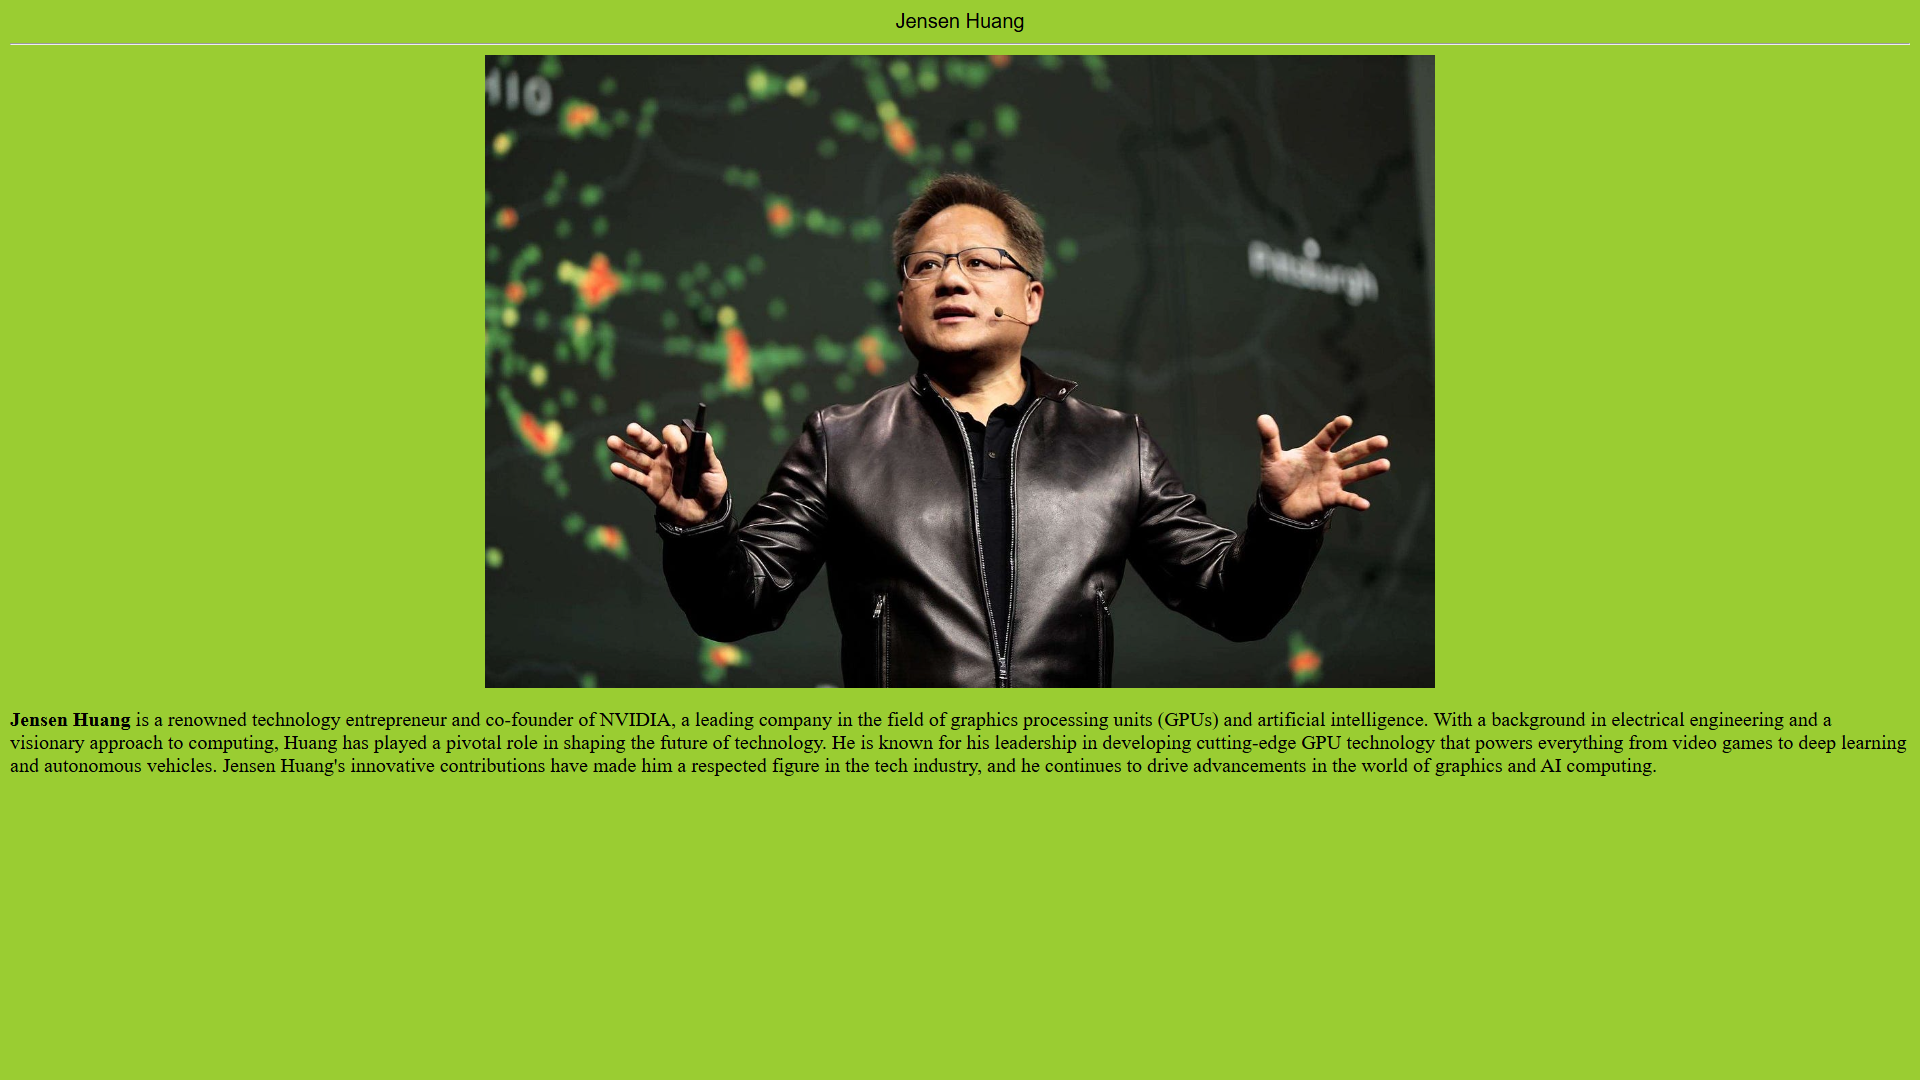 Jensen Huang
HIO
Pittsburgh
Jensen Huang is a renowned technology entrepreneur and co-founder of NVIDIA, a leading company in the field of graphics processing units (GPUs) and artificial intelligence. With a background in electrical engineering and a
visionary approach to computing, Huang has played a pivotal role in shaping the future of technology. He is known for his leadership in developing cutting-edge GPU technology that powers everything from video games to deep learning
and autonomous vehicles. Jensen Huang's innovative contributions have made him a respected figure in the tech industry, and he continues to drive advancements in the world of graphics and AI computing.